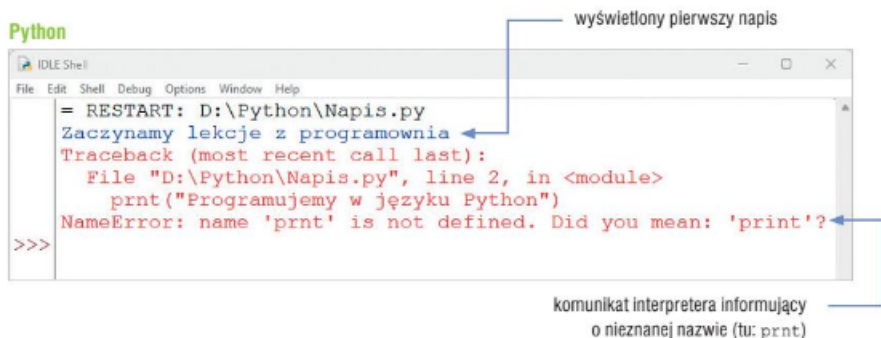 wyświetlony pierwszy napis
Python
IDLE Shell
File Edit Shell Debug Options Window Help
= RESTART: D:\Python\Napis.py
Zaczynamy lekcje z programownia
Traceback (most recent call last):
File "D:\Python\Napis.py", line 2, in <module>
prnt("Programujemy w języku Python")
NameError: name 'prnt' is not defined. Did you mean: 'print'?
>>>
komunikat interpretera informujący
o nieznanej nazwie (tu: prnt)